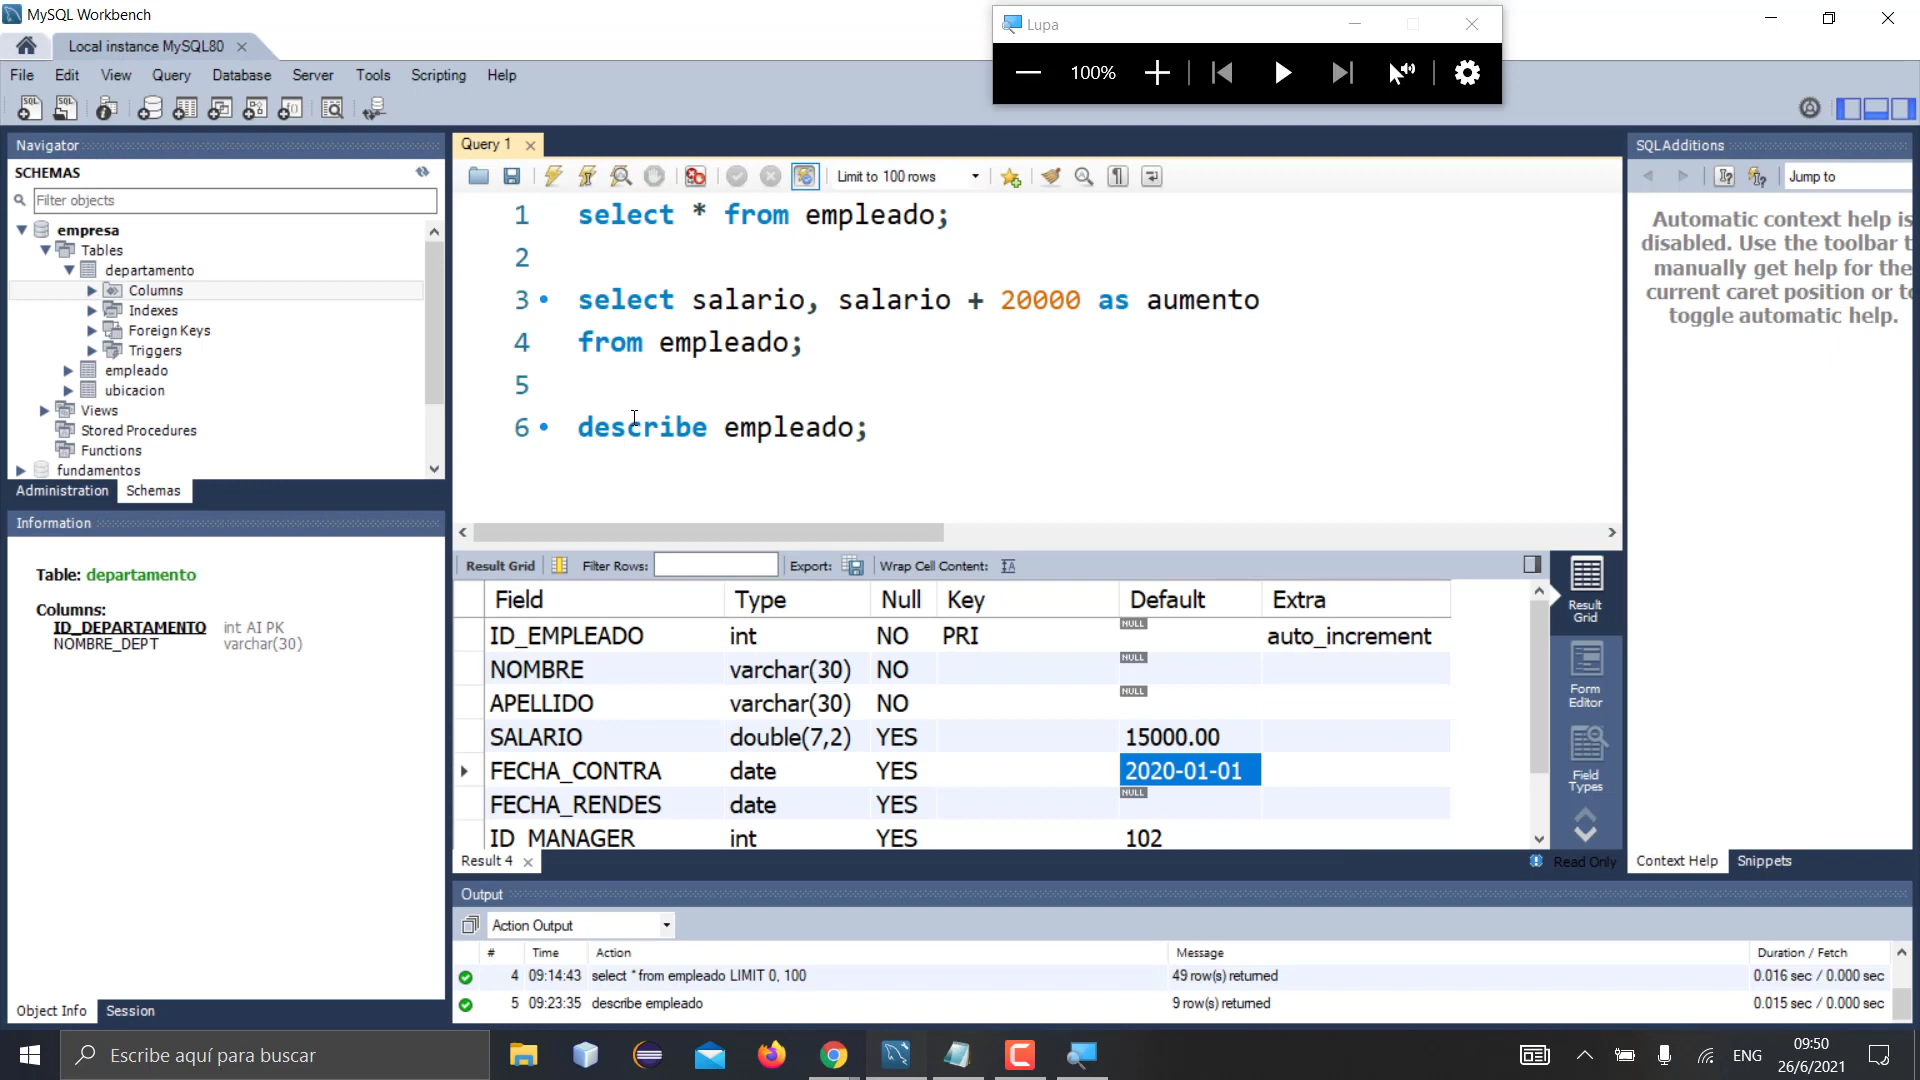 MySQL Workbench
Lupa
100%
Local instance MySQL80
File Edit View Query Database Server Tools Scripting Help
Navigator
SCHEMAS
Filter objects
empresa
Tables
departamento
Columns
Indexes
Foreign Keys
Triggers
empleado
ubicacion
Views
Stored Procedures
Functions
fundamentos
Administration Schemas
Information
Table: departamento
Columns:
ID_DEPARTAMENTO int AI PK
NOMBRE_DEPT varchar(30)
Object Info Session
Query 1
Limit to 100 rows
1 select * from empleado;
2
3 select salario, salario + 20000 as aumento
4 from empleado;
5
6 describe empleado;
Result Grid Filter Rows: Export: Wrap Cell Content:
Field Type Null Key Default Extra
ID_EMPLEADO int NO PRI NULL auto_increment
NOMBRE varchar(30) NO NULL
APELLIDO varchar(30) NO NULL
SALARIO double(7,2) YES 15000.00
FECHA_CONTRA date YES 2020-01-01
FECHA_RENDES date YES NULL
ID_MANAGER int YES 102
Result 4
Read Only
Result
Grid
Form
Editor
Field
Types
SQLAdditions
Jump to
Automatic context help is
disabled. Use the toolbar t
manually get help for the
current caret position or to
toggle automatic help.
Context Help Snippets
Output
Action Output
# Time Action Message Duration / Fetch
4 09:14:43 select * from empleado LIMIT 0, 100 49 row(s) returned 0.016 sec / 0.000 sec
5 09:23:35 describe empleado 9 row(s) returned 0.015 sec / 0.000 sec
Escribe aquí para buscar
ENG
09:50
26/6/2021